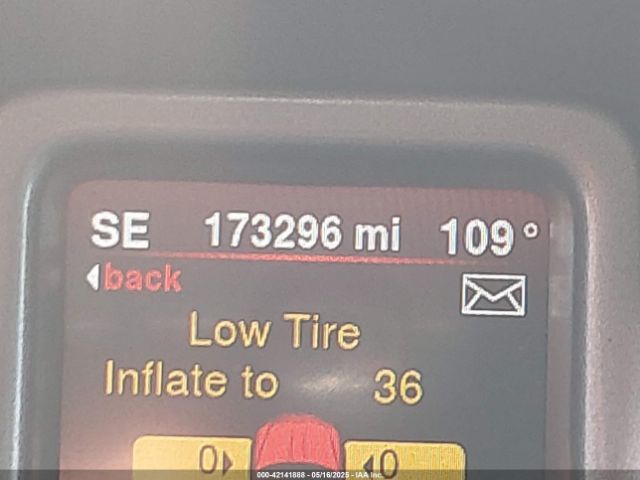 SE 173296 mi 109°
back
Low Tire
Inflate to 36
0 0
000-42141888 - 05/16/2025 - IAA Inc.